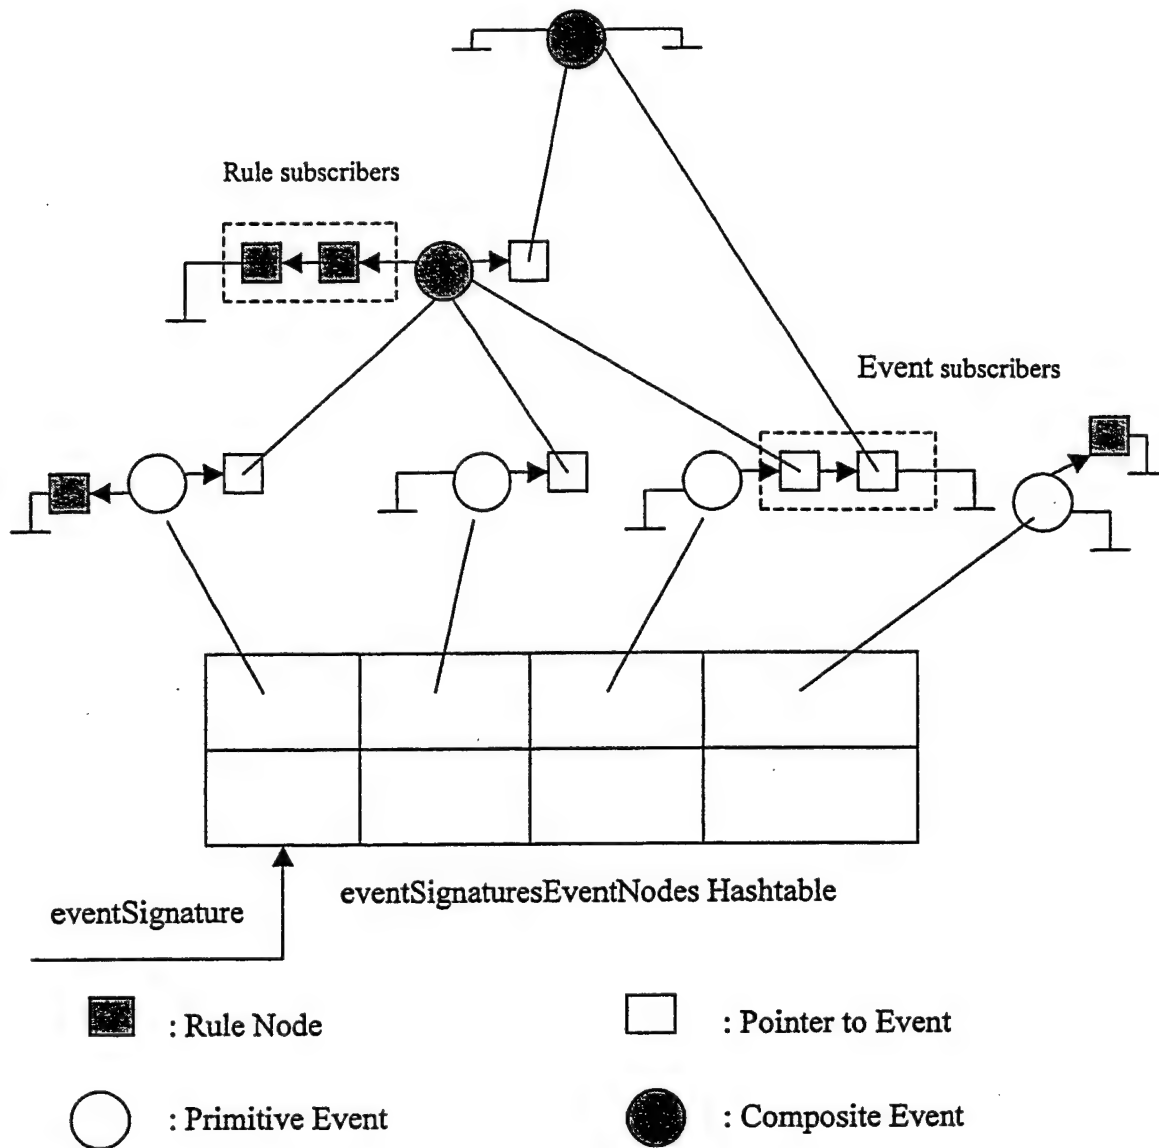 Rule subscribers
Event subscribers
eventSignaturesEventNodes Hashtable
eventSignature
: Rule Node
: Pointer to Event
: Primitive Event
: Composite Event